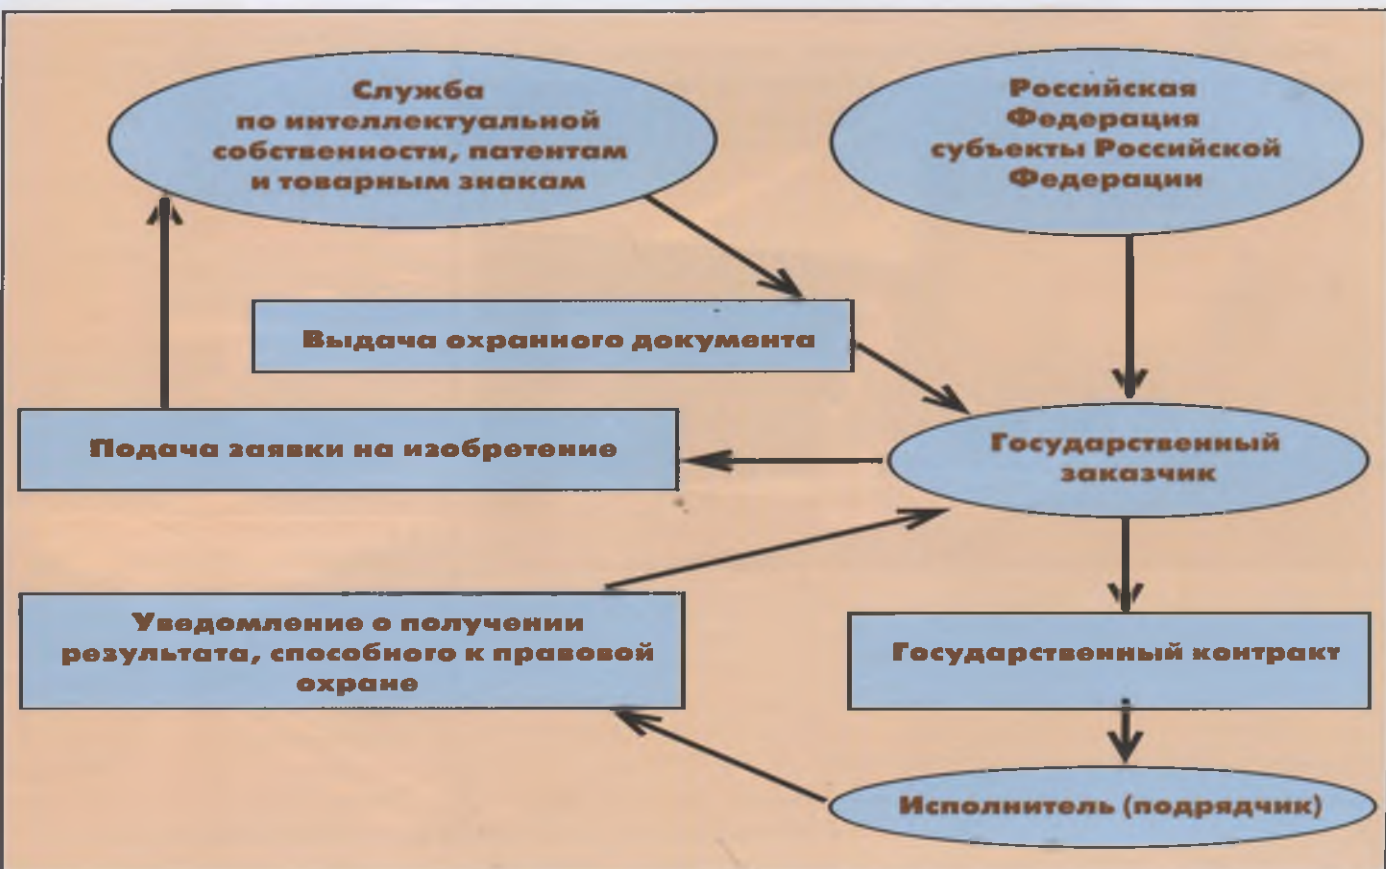 Служба
по интеллектуальной
собственности, патентам
и товарным знакам
Российская
Федерация
субъекты Российской
Федерации
Выдача охранного документа
Подача заявки на изобретение
Государственный
заказчик
Уведомление о получении
результата, способного к правовой
охране
Государственный контракт
Исполнитель (подрядчик)